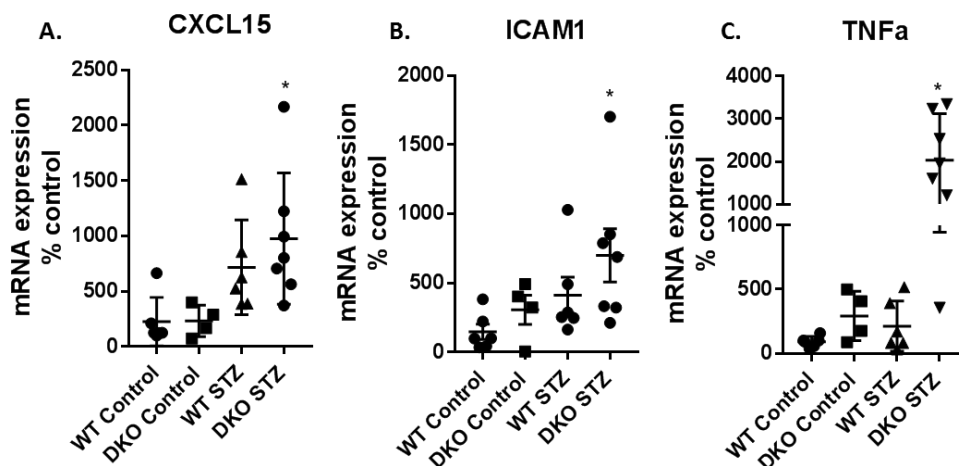 A.
CXCL15
mRNA expression
% control
2500
2000
1500
1000
500
0
*
WT Control
DKO Control
WT STZ
DKO STZ
B.
ICAM1
mRNA expression
% control
2000
1500
1000
500
0
*
WT Control
DKO Control
WT STZ
DKO STZ
C.
TNFa
mRNA expression
% control
4000
3000
2000
1000
1000
500
0
*
WT Control
DKO Control
WT STZ
DKO STZ